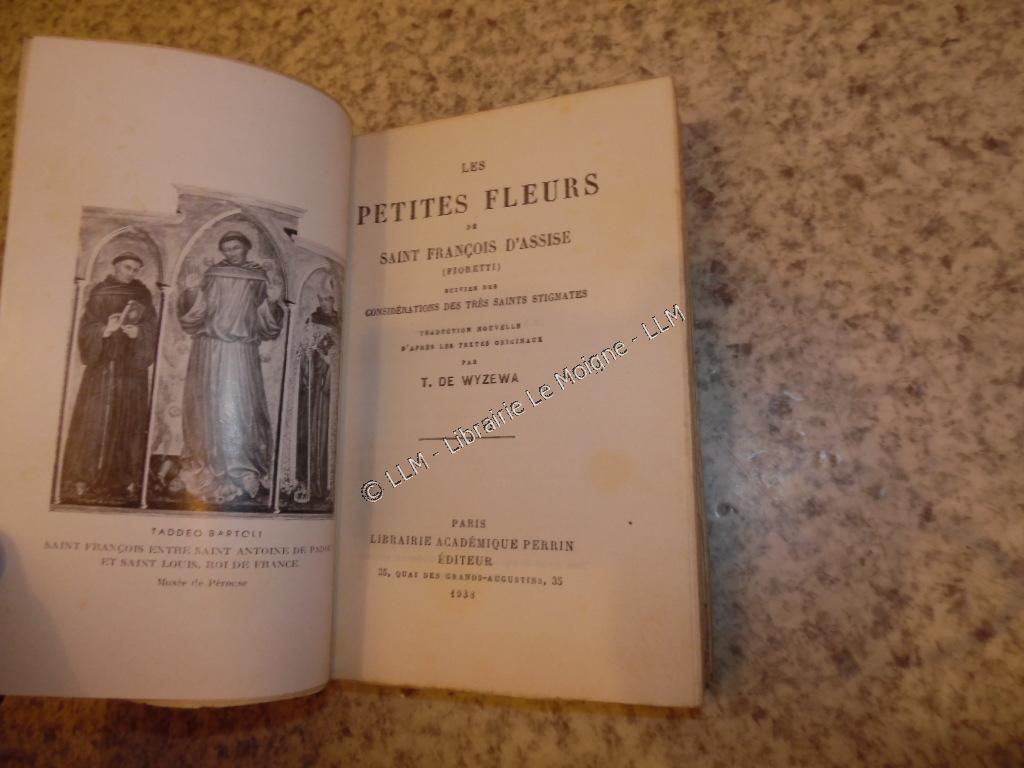 TADDEO BARTOLI
SAINT FRANÇOIS ENTRE SAINT ANTOINE DE
ET SAINT LOUIS, ROI DE FRANCE
Musée de Pérouse
LES
PETITES FLEURS
DE
SAINT FRANÇOIS D'ASSISE
(FIORETTI)
SUIVIES DES
CONSIDÉRATIONS DES TRÈS SAINTS STIGMATES
TRADUCTION NOUVELLE
D'APRÈS LES TEXTES ORIGINAUX
PAR
T. DE WYZEWA
PARIS
LIBRAIRIE ACADÉMIQUE PERRIN
ÉDITEUR
35, QUAI DES GRANDS-AUGUSTINS, 35
© LLM - Librairie Le Moigne - LLM